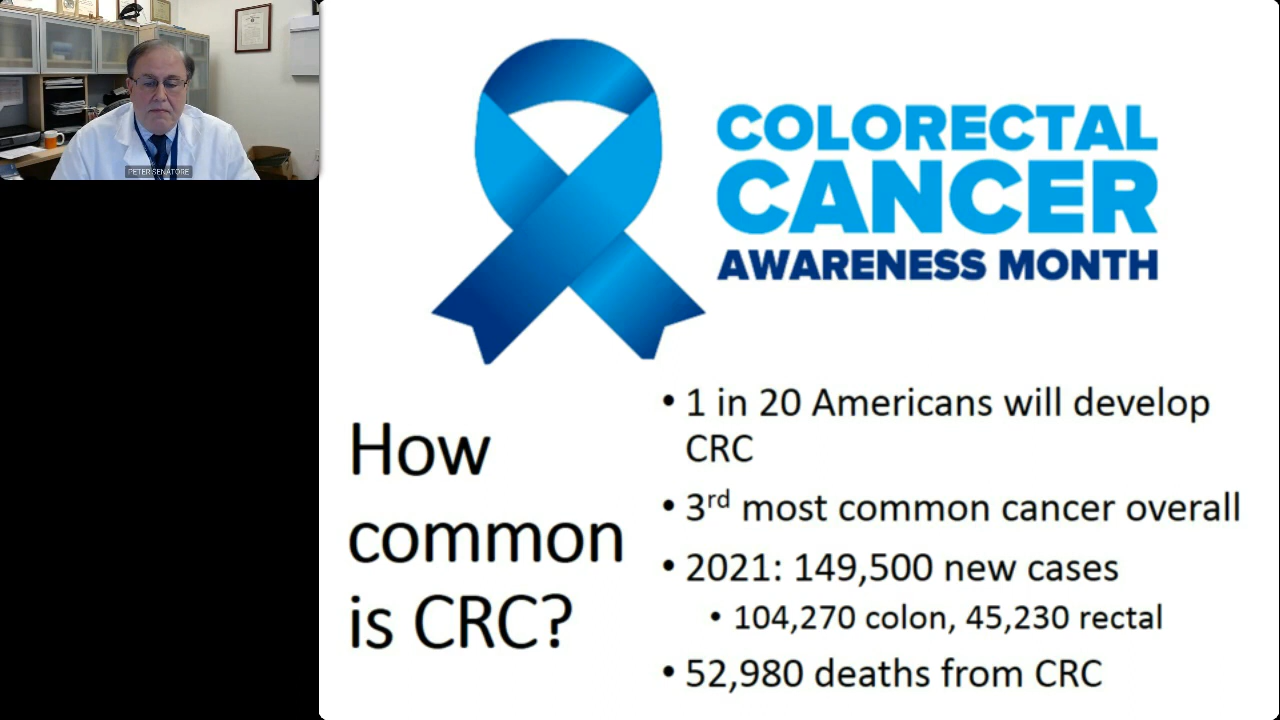 PETER SENATORE
COLORECTAL
CANCER
AWARENESS MONTH
How
common
is CRC?
• 1 in 20 Americans will develop
CRC
• 3rd most common cancer overall
• 2021: 149,500 new cases
• 104,270 colon, 45,230 rectal
• 52,980 deaths from CRC